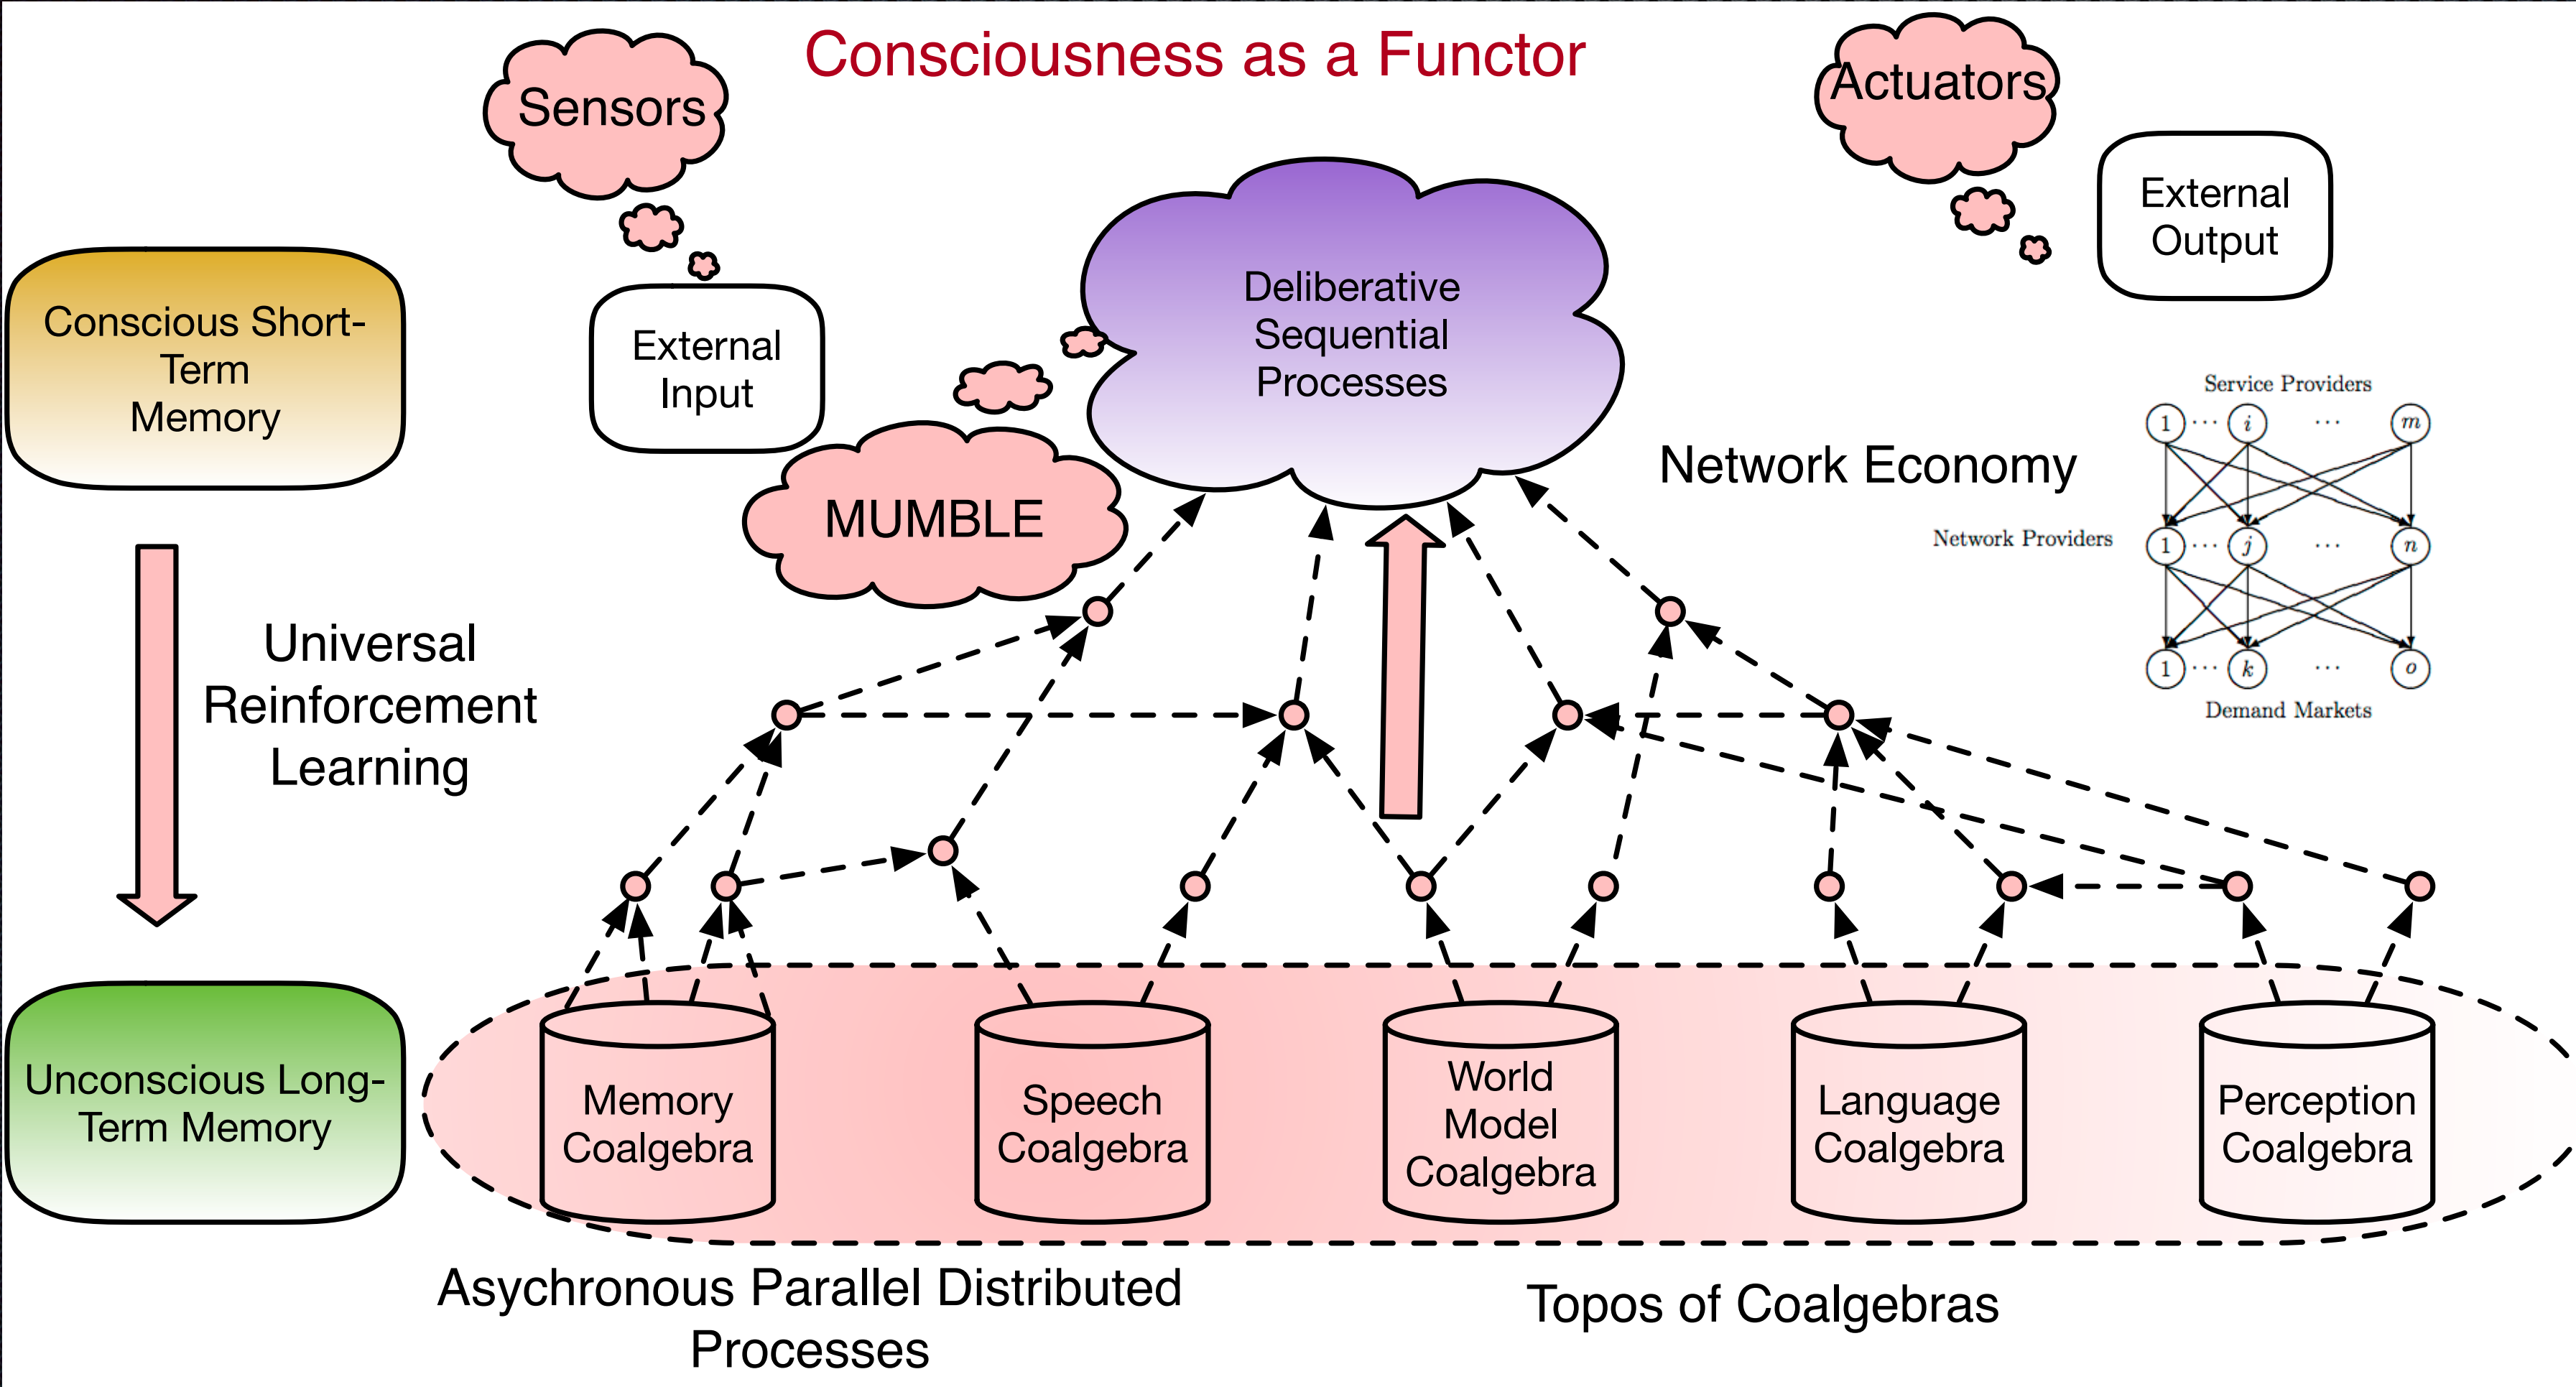 Consciousness as a Functor
Sensors
Actuators
External
Output
External
Input
Conscious Short-
Term
Memory
Deliberative
Sequential
Processes
MUMBLE
Network Economy
Service Providers
1 ··· i ··· m
Network Providers
1 ··· j ··· n
1 ··· k ··· o
Demand Markets
Universal
Reinforcement
Learning
Unconscious Long-
Term Memory
Memory
Coalgebra
Speech
Coalgebra
World
Model
Coalgebra
Language
Coalgebra
Perception
Coalgebra
Asychronous Parallel Distributed
Processes
Topos of Coalgebras